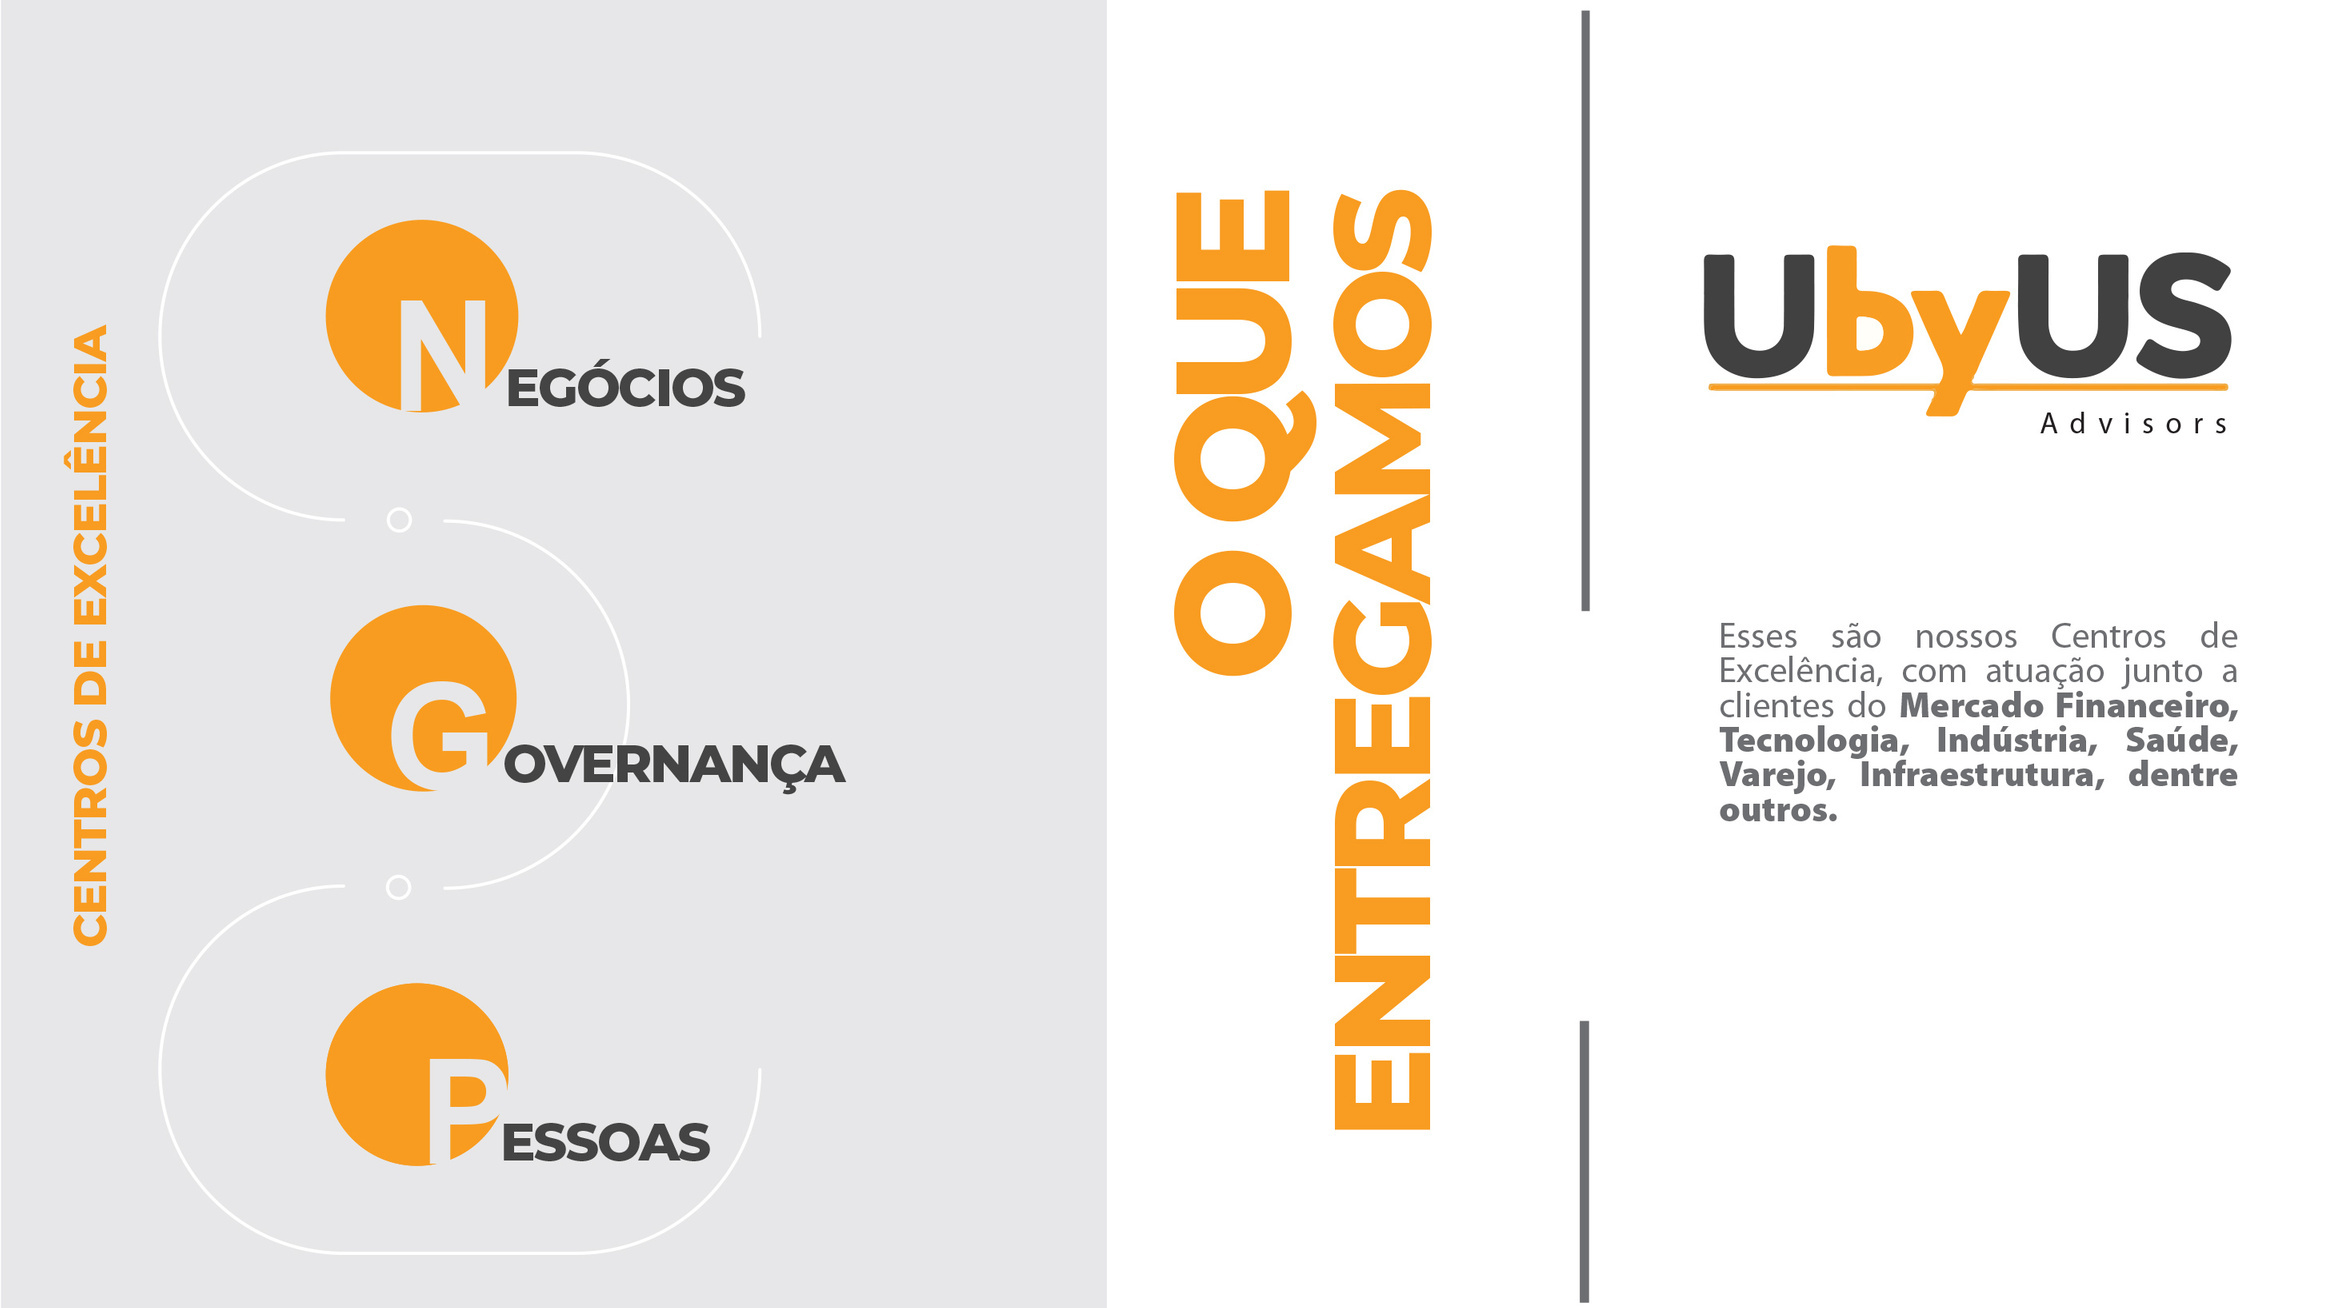 CENTROS DE EXCELÊNCIA
NEGÓCIOS
GOVERNANÇA
PESSOAS
O QUE
ENTREGAMOS
UbyUS
Advisors
Esses são nossos Centros de
Excelência, com atuação junto a
clientes do Mercado Financeiro,
Tecnologia, Indústria, Saúde,
Varejo, Infraestrutura, dentre
outros.